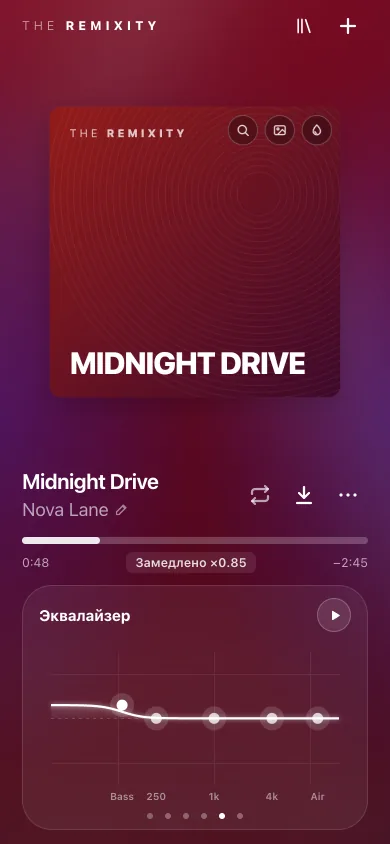 THE REMIXITY
THE REMIXITY
MIDNIGHT DRIVE
Midnight Drive
Nova Lane
0:48 Замедлено ×0.85 −2:45
Эквалайзер
Bass 250 1k 4k Air